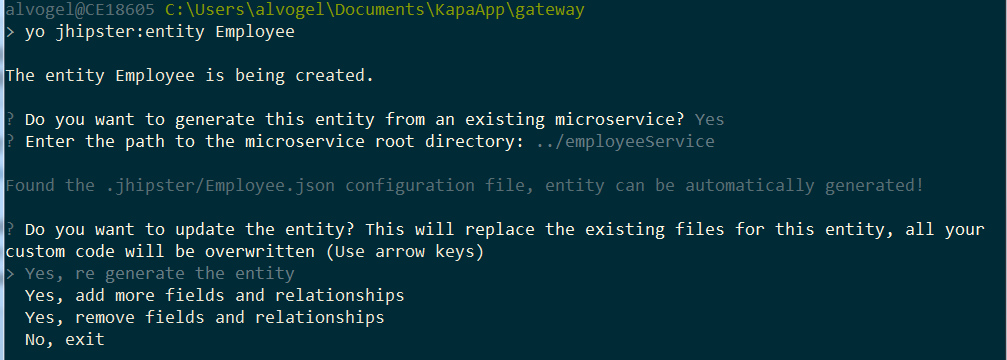 alvogel@CE18605 C:\Users\alvogel\Documents\KapaApp\gateway
> yo jhipster:entity Employee
The entity Employee is being created.
? Do you want to generate this entity from an existing microservice? Yes
? Enter the path to the microservice root directory: ../employeeService
Found the .jhipster/Employee.json configuration file, entity can be automatically generated!
? Do you want to update the entity? This will replace the existing files for this entity, all your
custom code will be overwritten (Use arrow keys)
> Yes, re generate the entity
Yes, add more fields and relationships
Yes, remove fields and relationships
No, exit